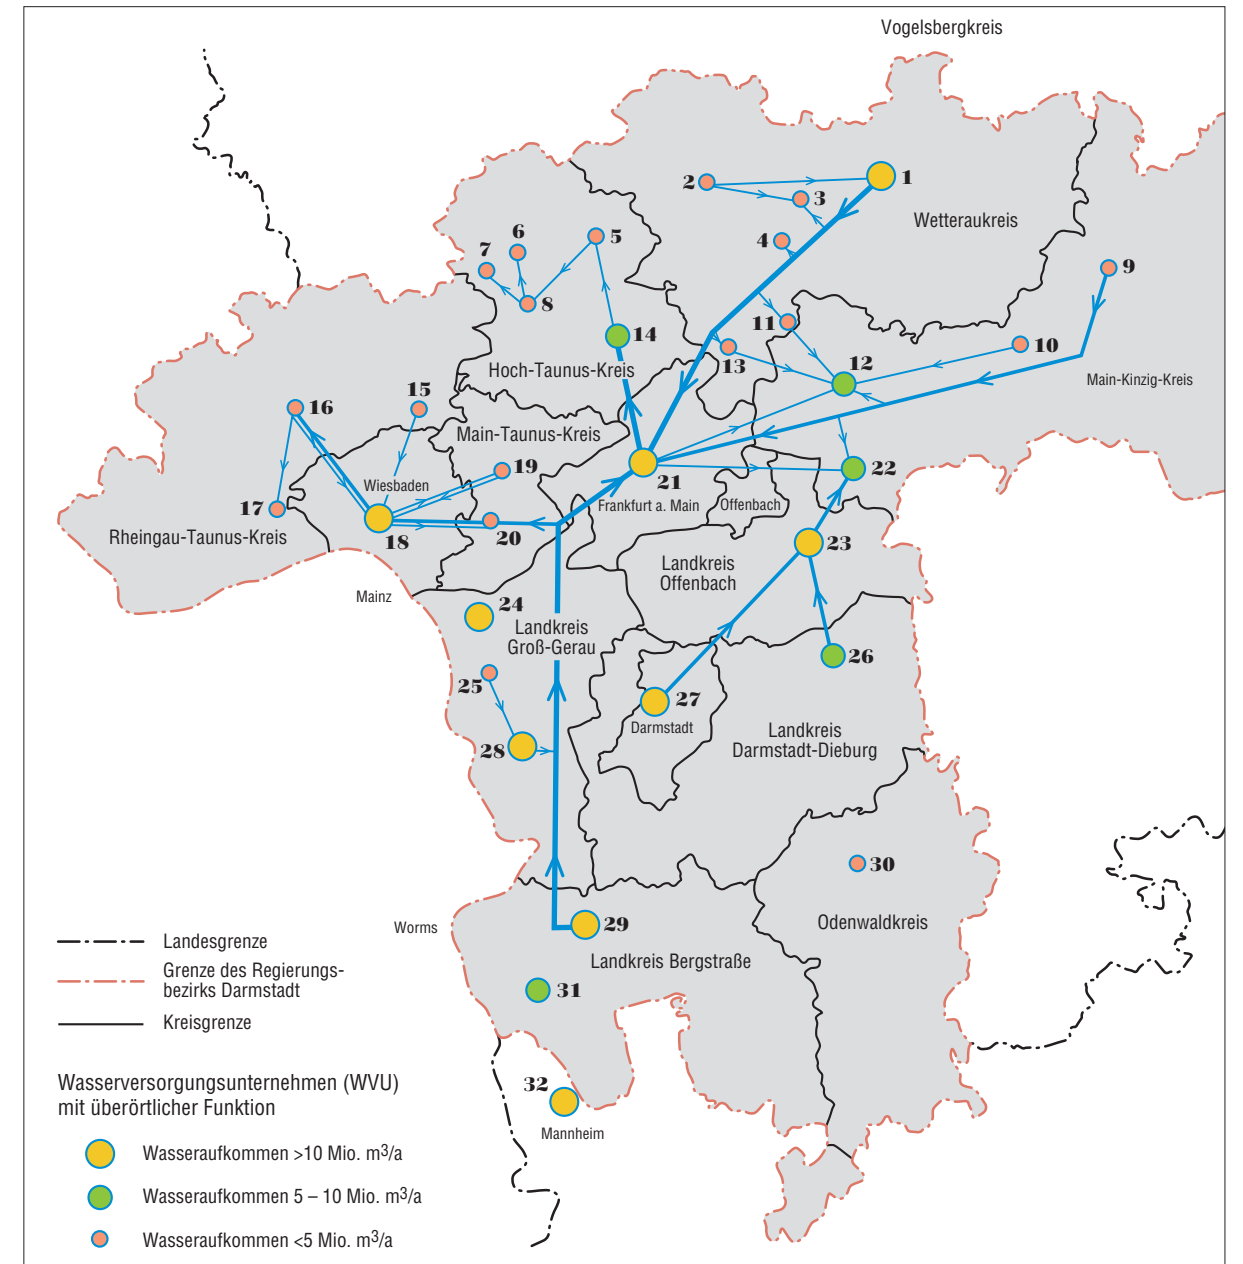 Vogelsbergkreis
1
2
3
Wetteraukreis
4
5
6
7
8
9
10
11
12
13
14
Hoch-Taunus-Kreis
Main-Kinzig-Kreis
15
16
Main-Taunus-Kreis
17
Wiesbaden
18
19
20
21
Frankfurt a. Main
Offenbach
22
23
Rheingau-Taunus-Kreis
Landkreis
Offenbach
Mainz
24
Landkreis
Groß-Gerau
25
26
27
Darmstadt
28
Landkreis
Darmstadt-Dieburg
29
30
Odenwaldkreis
Worms
Landkreis Bergstraße
31
32
Mannheim
Landesgrenze
Grenze des Regierungs-
bezirks Darmstadt
Kreisgrenze
Wasserversorgungsunternehmen (WVU)
mit überörtlicher Funktion
Wasseraufkommen >10 Mio. m³/a
Wasseraufkommen 5 – 10 Mio. m³/a
Wasseraufkommen <5 Mio. m³/a